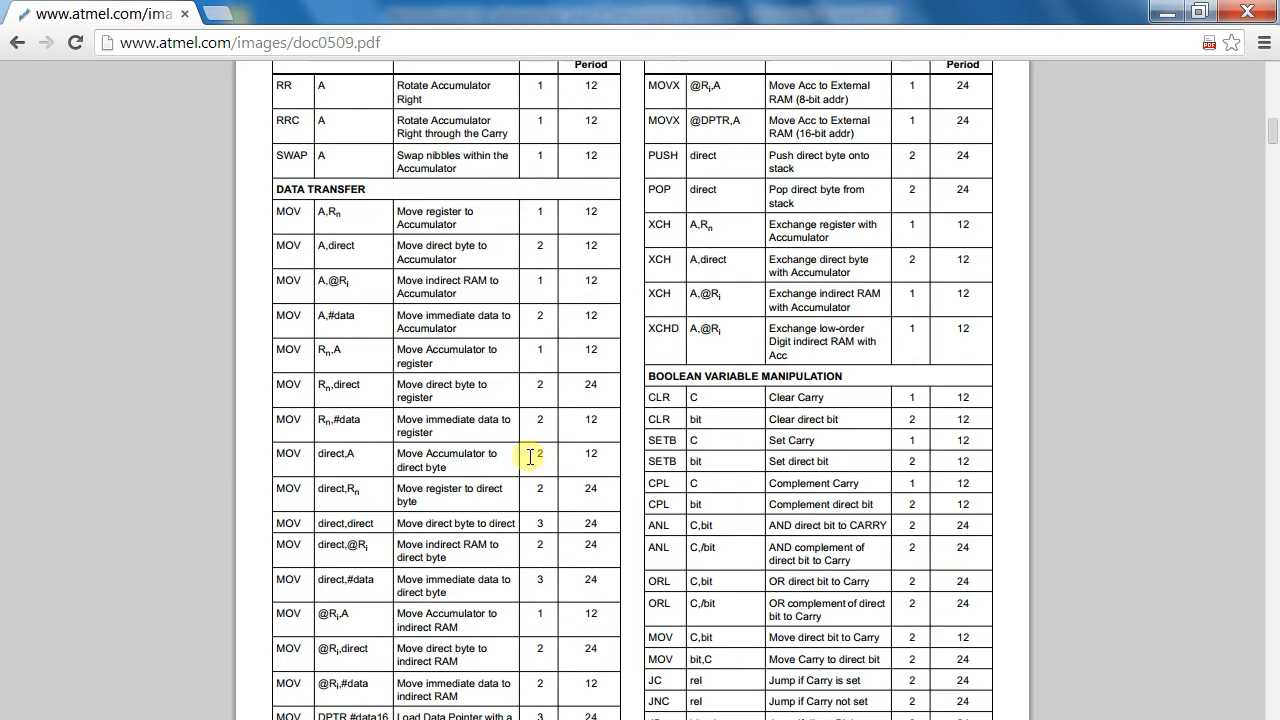 www.atmel.com/ima
www.atmel.com/images/doc0509.pdf
Period
RR A Rotate Accumulator 1 12
Right
RRC A Rotate Accumulator 1 12
Right through the Carry
SWAP A Swap nibbles within the 1 12
Accumulator
DATA TRANSFER
MOV A,Rn Move register to 1 12
Accumulator
MOV A,direct Move direct byte to 2 12
Accumulator
MOV A,@Ri Move indirect RAM to 1 12
Accumulator
MOV A,#data Move immediate data to 2 12
Accumulator
MOV Rn,A Move Accumulator to 1 12
register
MOV Rn,direct Move direct byte to 2 24
register
MOV Rn,#data Move immediate data to 2 12
register
MOV direct,A Move Accumulator to 2 12
direct byte
MOV direct,Rn Move register to direct 2 24
byte
MOV direct,direct Move direct byte to direct 3 24
MOV direct,@Ri Move indirect RAM to 2 24
direct byte
MOV direct,#data Move immediate data to 3 24
direct byte
MOV @Ri,A Move Accumulator to 1 12
indirect RAM
MOV @Ri,direct Move direct byte to 2 24
indirect RAM
MOV @Ri,#data Move immediate data to 2 12
indirect RAM
MOV DPTR,#data16 Load Data Pointer with a 3 24
Period
MOVX @Ri,A Move Acc to External 1 24
RAM (8-bit addr)
MOVX @DPTR,A Move Acc to External 1 24
RAM (16-bit addr)
PUSH direct Push direct byte onto 2 24
stack
POP direct Pop direct byte from 2 24
stack
XCH A,Rn Exchange register with 1 12
Accumulator
XCH A,direct Exchange direct byte 2 12
with Accumulator
XCH A,@Ri Exchange indirect RAM 1 12
with Accumulator
XCHD A,@Ri Exchange low-order 1 12
Digit indirect RAM with
Acc
BOOLEAN VARIABLE MANIPULATION
CLR C Clear Carry 1 12
CLR bit Clear direct bit 2 12
SETB C Set Carry 1 12
SETB bit Set direct bit 2 12
CPL C Complement Carry 1 12
CPL bit Complement direct bit 2 12
ANL C,bit AND direct bit to CARRY 2 24
ANL C,/bit AND complement of 2 24
direct bit to Carry
ORL C,bit OR direct bit to Carry 2 24
ORL C,/bit OR complement of direct 2 24
bit to Carry
MOV C,bit Move direct bit to Carry 2 12
MOV bit,C Move Carry to direct bit 2 24
JC rel Jump if Carry is set 2 24
JNC rel Jump if Carry not set 2 24